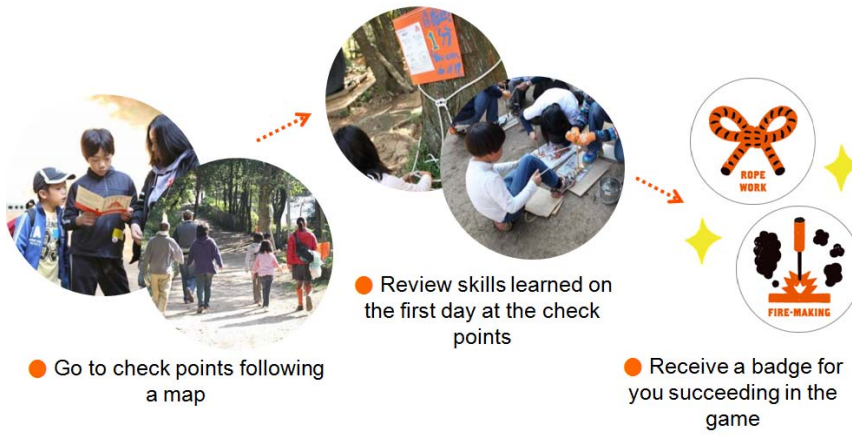 Go to check points following
a map
Review skills learned on
the first day at the check
points
ROPE
WORK
FIRE-MAKING
Receive a badge for
you succeeding in the
game